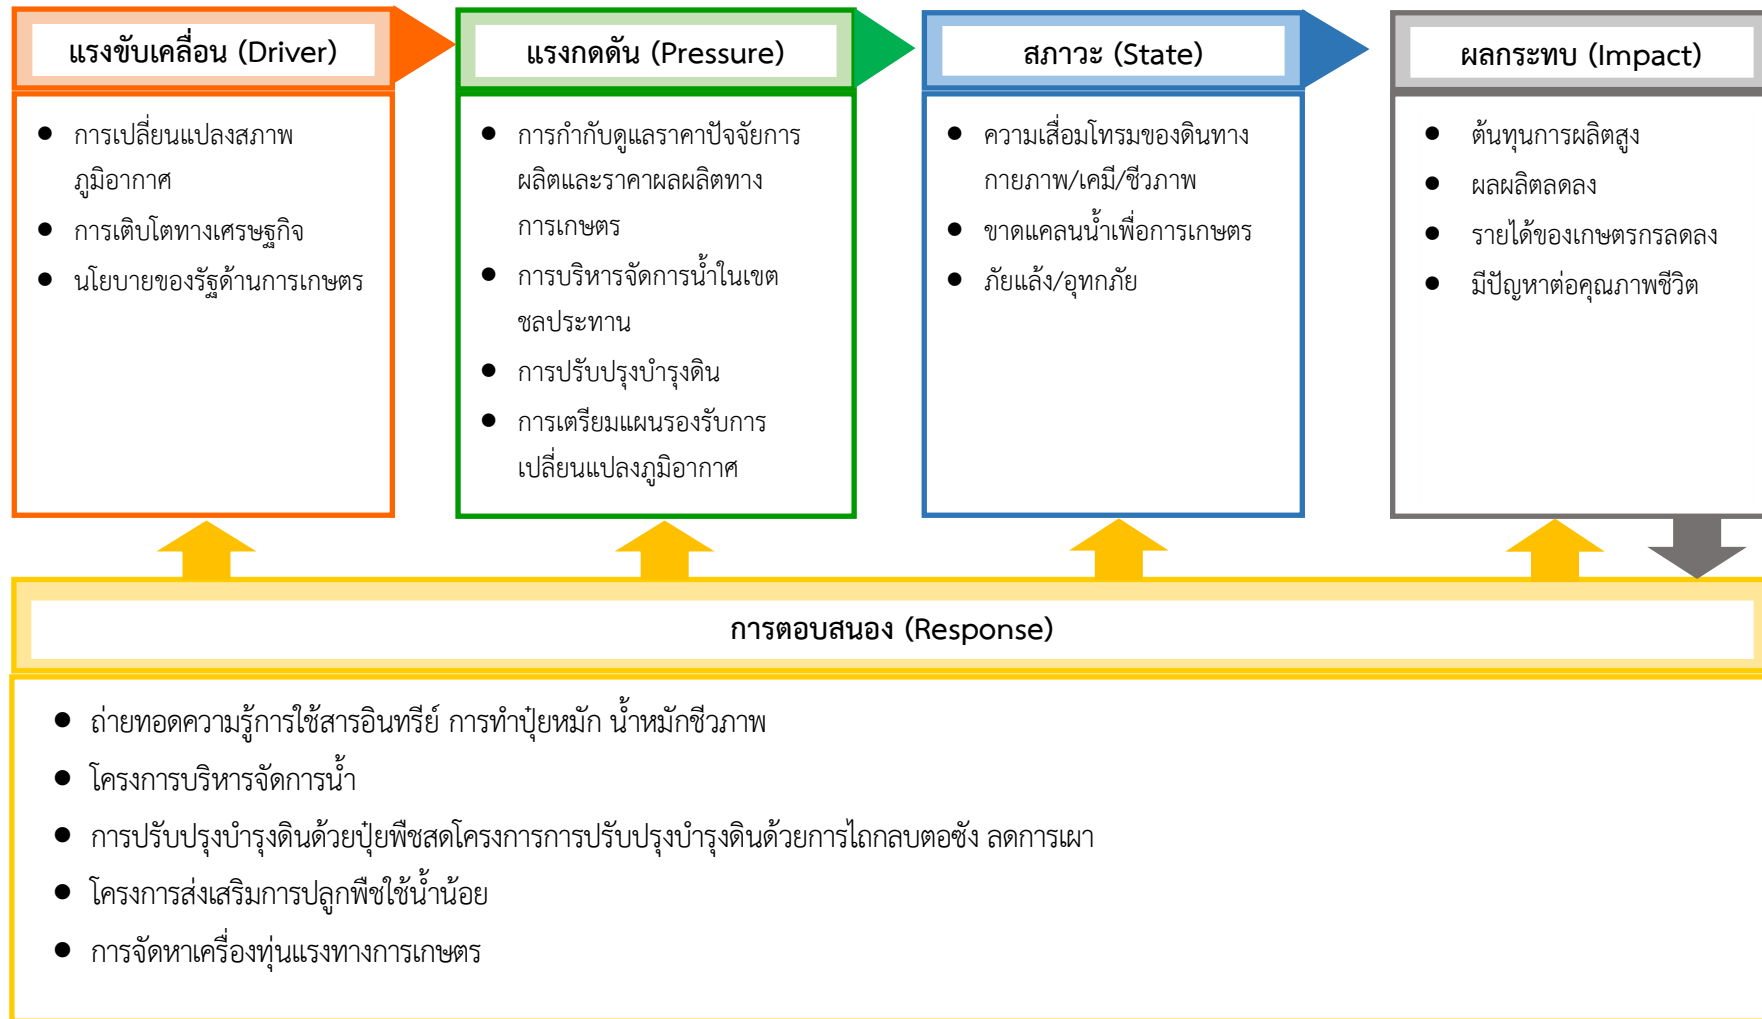 แรงขับเคลื่อน (Driver)
● การเปลี่ยนแปลงสภาพ
ภูมิอากาศ
● การเติบโตทางเศรษฐกิจ
● นโยบายของรัฐด้านการเกษตร
แรงกดดัน (Pressure)
● การกำกับดูแลราคาปัจจัยการ
ผลิตและราคาผลผลิตทาง
การเกษตร
● การบริหารจัดการน้ำในเขต
ชลประทาน
● การปรับปรุงบำรุงดิน
● การเตรียมแผนรองรับการ
เปลี่ยนแปลงภูมิอากาศ
สภาวะ (State)
● ความเสื่อมโทรมของดินทาง
กายภาพ/เคมี/ชีวภาพ
● ขาดแคลนน้ำเพื่อการเกษตร
● ภัยแล้ง/อุทกภัย
ผลกระทบ (Impact)
● ต้นทุนการผลิตสูง
● ผลผลิตลดลง
● รายได้ของเกษตรกรลดลง
● มีปัญหาต่อคุณภาพชีวิต
การตอบสนอง (Response)
● ถ่ายทอดความรู้การใช้สารอินทรีย์ การทำปุ๋ยหมัก น้ำหมักชีวภาพ
● โครงการบริหารจัดการน้ำ
● การปรับปรุงบำรุงดินด้วยปุ๋ยพืชสดโครงการการปรับปรุงบำรุงดินด้วยการไถกลบตอซัง ลดการเผา
● โครงการส่งเสริมการปลูกพืชใช้น้ำน้อย
● การจัดหาเครื่องทุ่นแรงทางการเกษตร